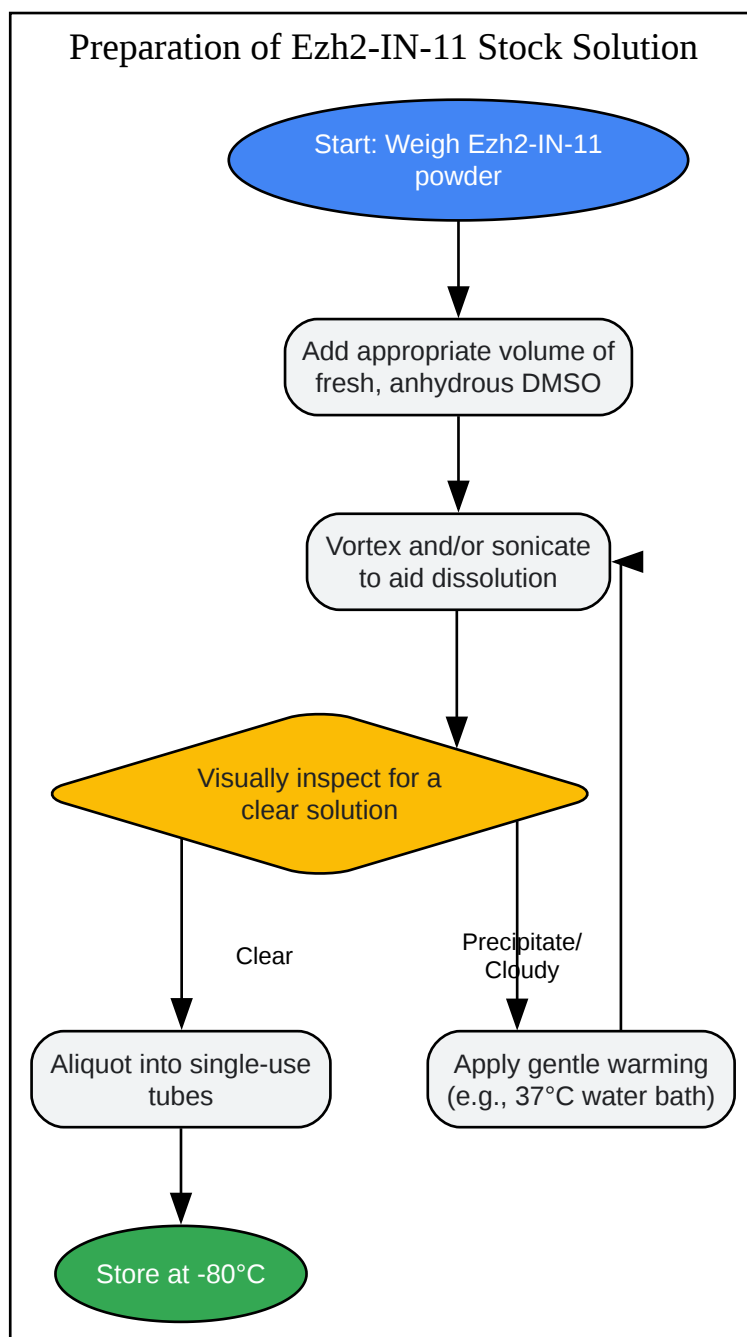 Preparation of Ezh2-IN-11 Stock Solution
Start: Weigh Ezh2-IN-11
powder
Add appropriate volume of
fresh, anhydrous DMSO
Vortex and/or sonicate
to aid dissolution
Visually inspect for a
clear solution
Clear
Precipitate/
Cloudy
Aliquot into single-use
tubes
Apply gentle warming
(e.g., 37°C water bath)
Store at -80°C